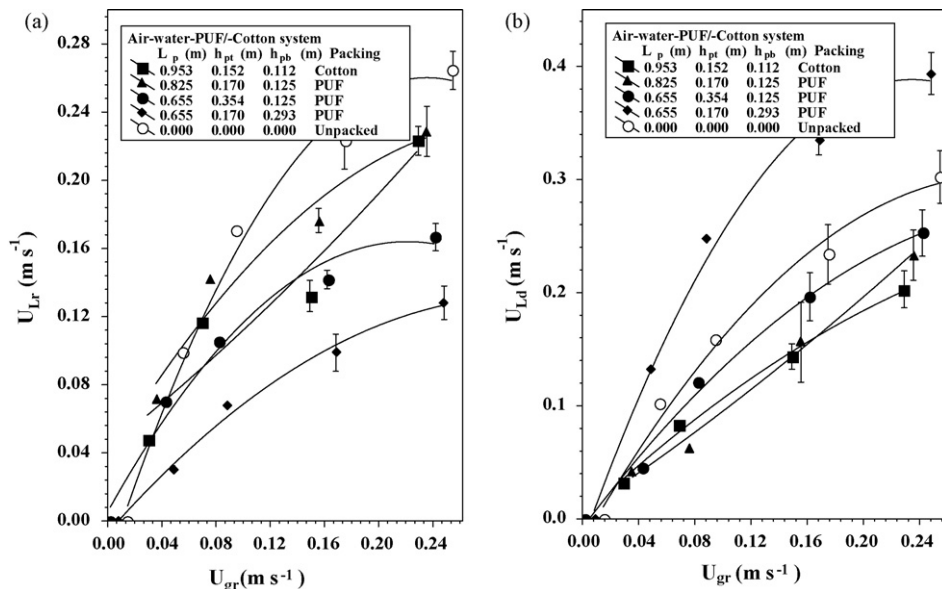 (a)
Air-water-PUF/-Cotton system
L p (m) h pt (m) h pb (m) Packing
0.953 0.152 0.112 Cotton
0.825 0.170 0.125 PUF
0.655 0.354 0.125 PUF
0.655 0.170 0.293 PUF
0.000 0.000 0.000 Unpacked
0.28
0.24
0.20
0.16
0.12
0.08
0.04
0.00
U Lr (m s -1)
0.00 0.04 0.08 0.12 0.16 0.20 0.24
U gr (m s -1)
(b)
Air-water-PUF/-Cotton system
L p (m) h pt (m) h pb (m) Packing
0.953 0.152 0.112 Cotton
0.825 0.170 0.125 PUF
0.655 0.354 0.125 PUF
0.655 0.170 0.293 PUF
0.000 0.000 0.000 Unpacked
0.4
0.3
0.2
0.1
0.0
U Ld (m s -1)
0.00 0.04 0.08 0.12 0.16 0.20 0.24
U gr (m s -1)